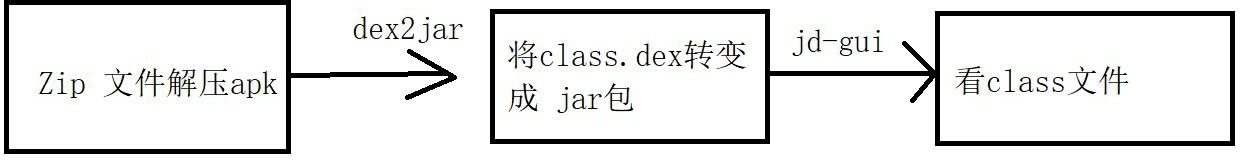 Zip 文件解压apk
dex2jar
将class.dex转变
成 jar包
jd-gui
看class文件